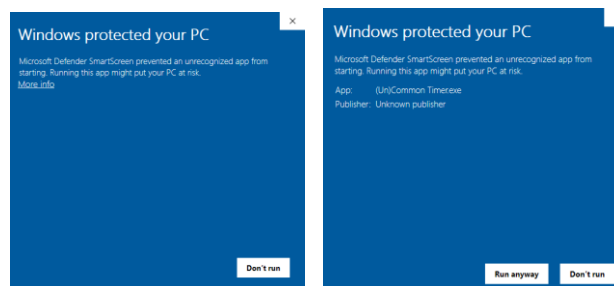 Windows protected your PC
Microsoft Defender SmartScreen prevented an unrecognized app from
starting. Running this app might put your PC at risk.
More info
Don't run
Windows protected your PC
Microsoft Defender SmartScreen prevented an unrecognized app from
starting. Running this app might put your PC at risk.
App: (Un)Common Timer.exe
Publisher: Unknown publisher
Run anyway Don't run